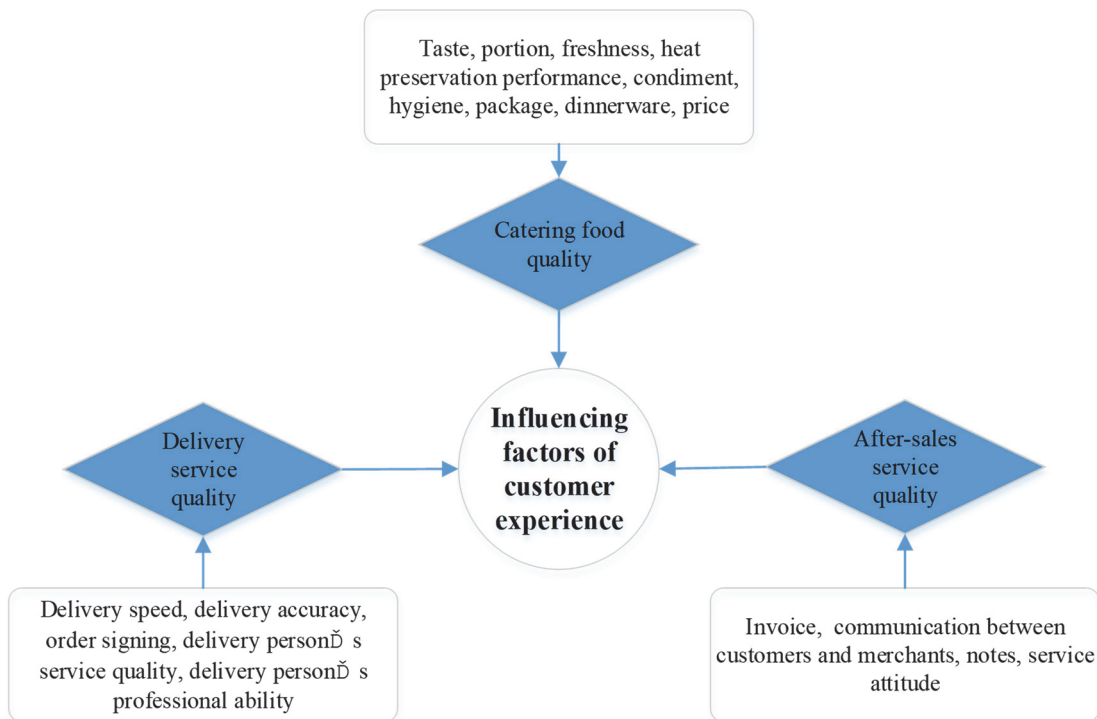 Taste, portion, freshness, heat
preservation performance, condiment,
hygiene, package, dinnerware, price
Catering food
quality
Influencing
factors of
customer
experience
Delivery
service
quality
After-sales
service
quality
Delivery speed, delivery accuracy,
order signing, delivery personĎ s
service quality, delivery personĎ s
professional ability
Invoice, communication between
customers and merchants, notes, service
attitude